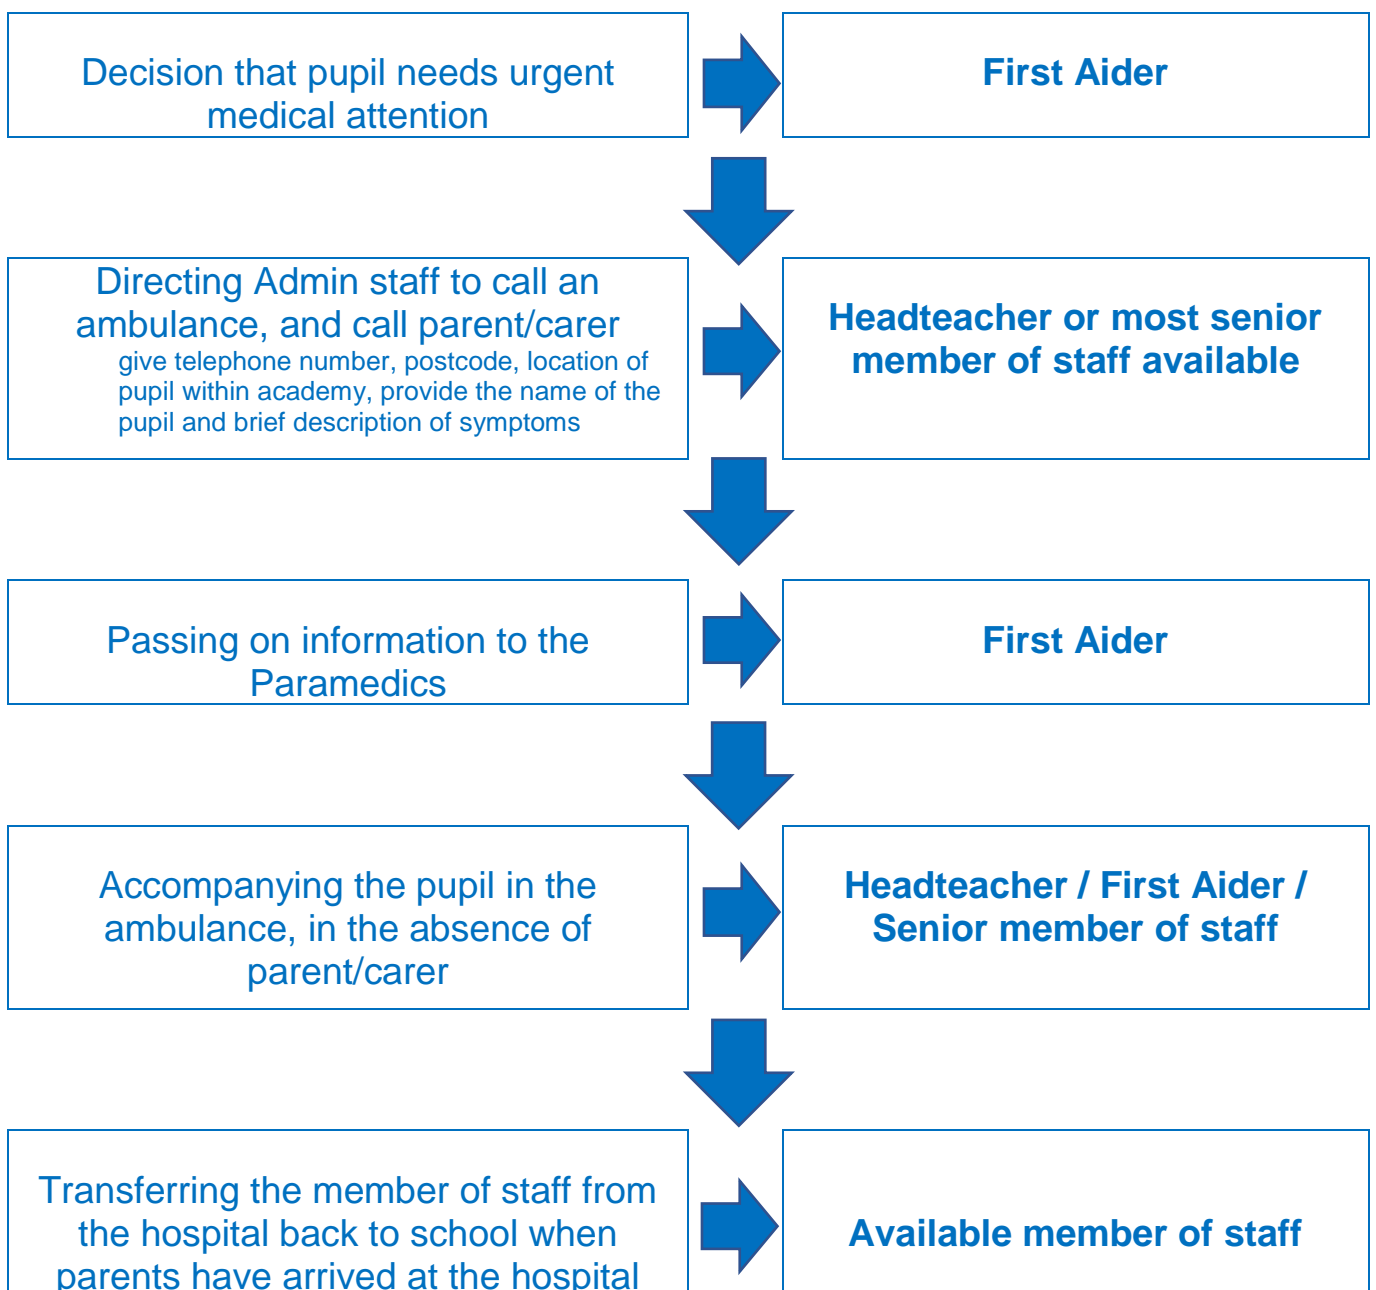 Decision that pupil needs urgent
medical attention
First Aider
Directing Admin staff to call an
ambulance, and call parent/carer
give telephone number, postcode, location of
pupil within academy, provide the name of the
pupil and brief description of symptoms
Headteacher or most senior
member of staff available
Passing on information to the
Paramedics
First Aider
Accompanying the pupil in the
ambulance, in the absence of
parent/carer
Headteacher / First Aider /
Senior member of staff
Transferring the member of staff from
the hospital back to school when
parents have arrived at the hospital
Available member of staff